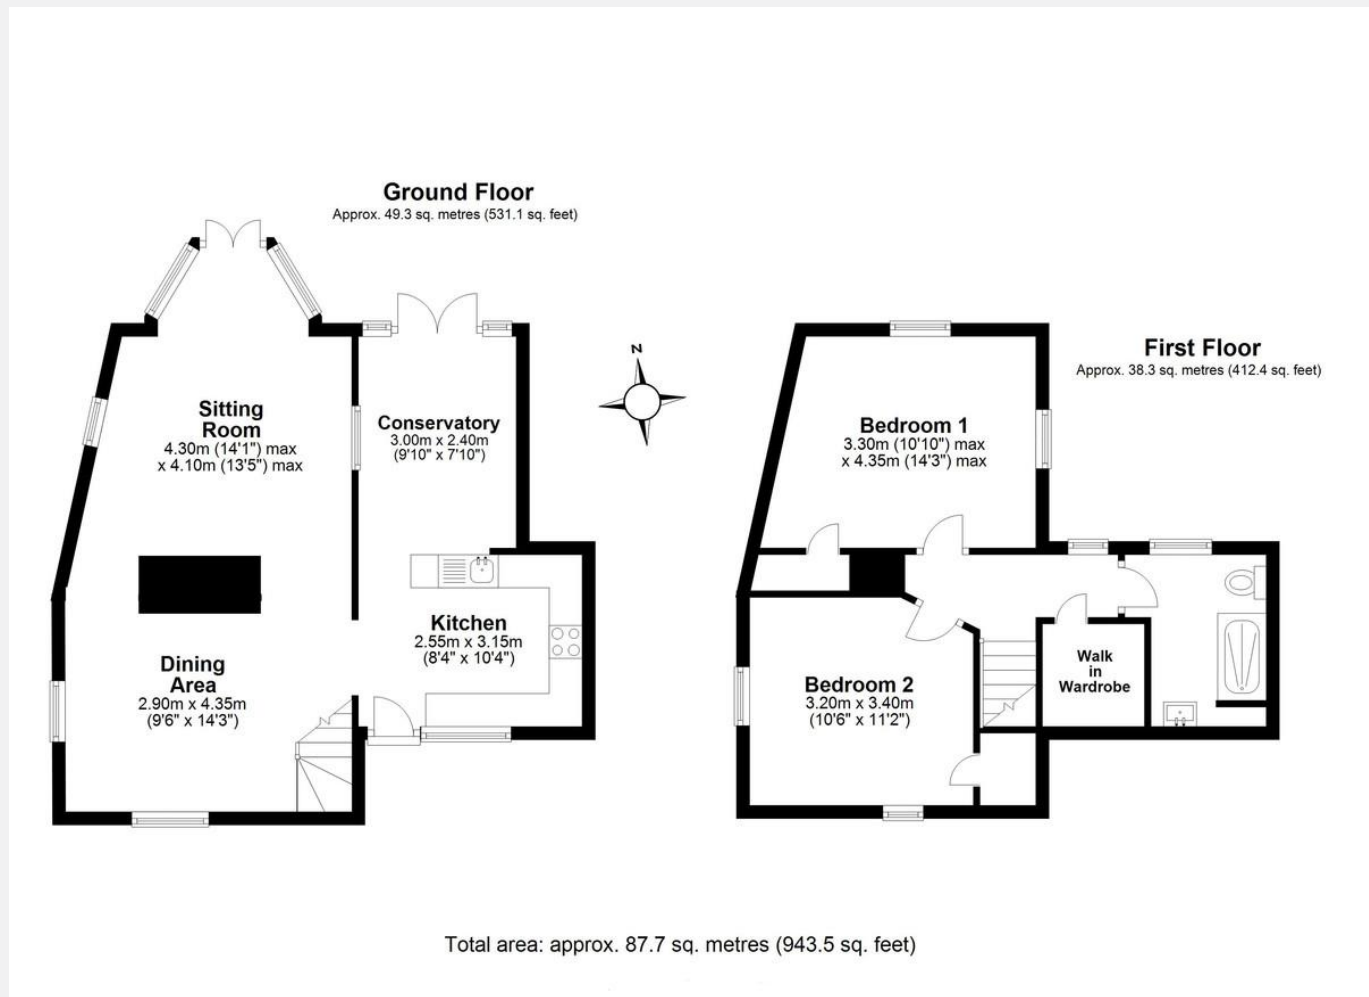 Ground Floor
Approx. 49.3 sq. metres (531.1 sq. feet)
Sitting
Room
4.30m (14'1") max
x 4.10m (13'5") max
Conservatory
3.00m x 2.40m
(9'10" x 7'10")
Kitchen
2.55m x 3.15m
(8'4" x 10'4")
Dining
Area
2.90m x 4.35m
(9'6" x 14'3")
N
First Floor
Approx. 38.3 sq. metres (412.4 sq. feet)
Bedroom 1
3.30m (10'10") max
x 4.35m (14'3") max
Bedroom 2
3.20m x 3.40m
(10'6" x 11'2")
Walk
in
Wardrobe
Total area: approx. 87.7 sq. metres (943.5 sq. feet)